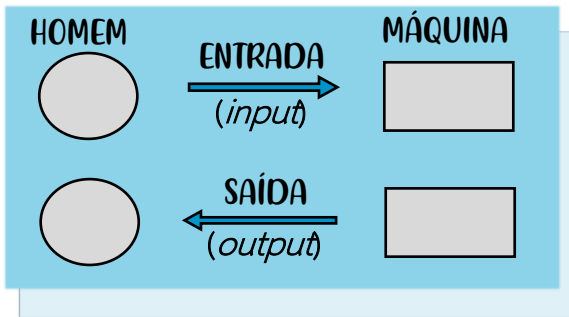 HOMEM
MÁQUINA
ENTRADA
(input)
SAÍDA
(output)